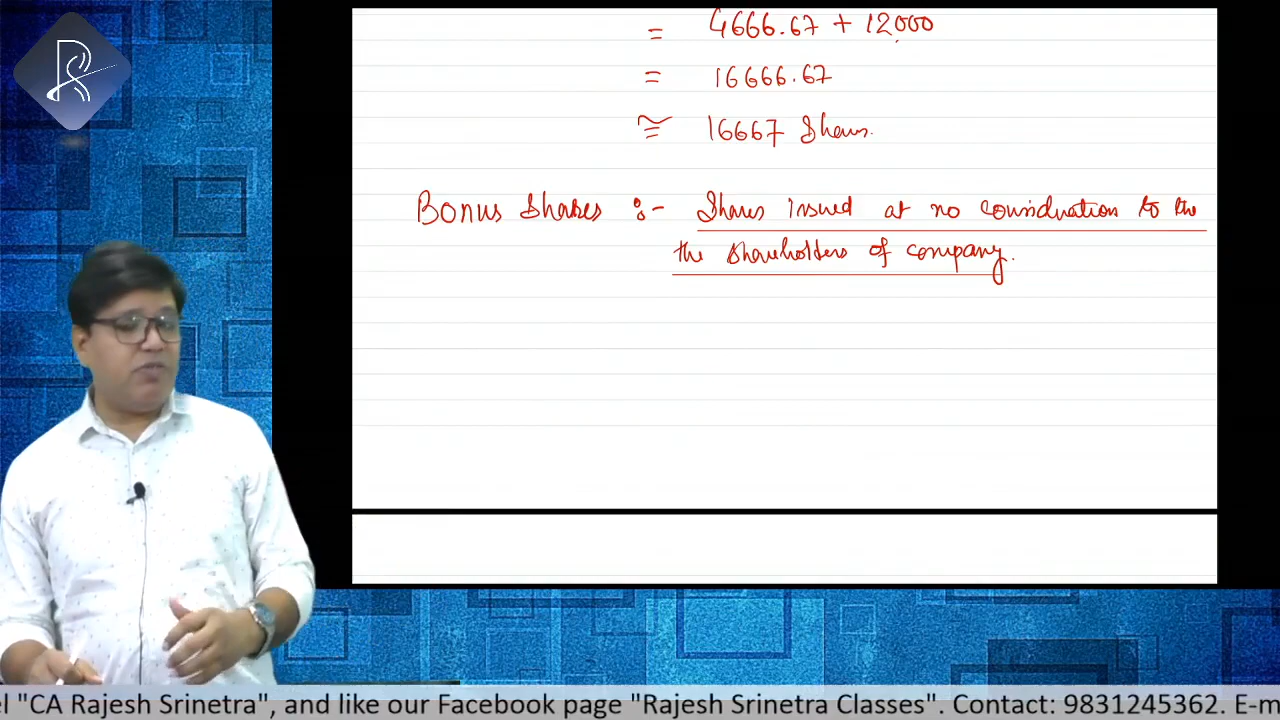 = 4666.67 + 12000
= 16666.67
≅ 16667 Shares.
Bonus Shares :- Shares issued at no consideration to the
the shareholders of company.
el "CA Rajesh Srinetra", and like our Facebook page "Rajesh Srinetra Classes". Contact: 9831245362. E-m